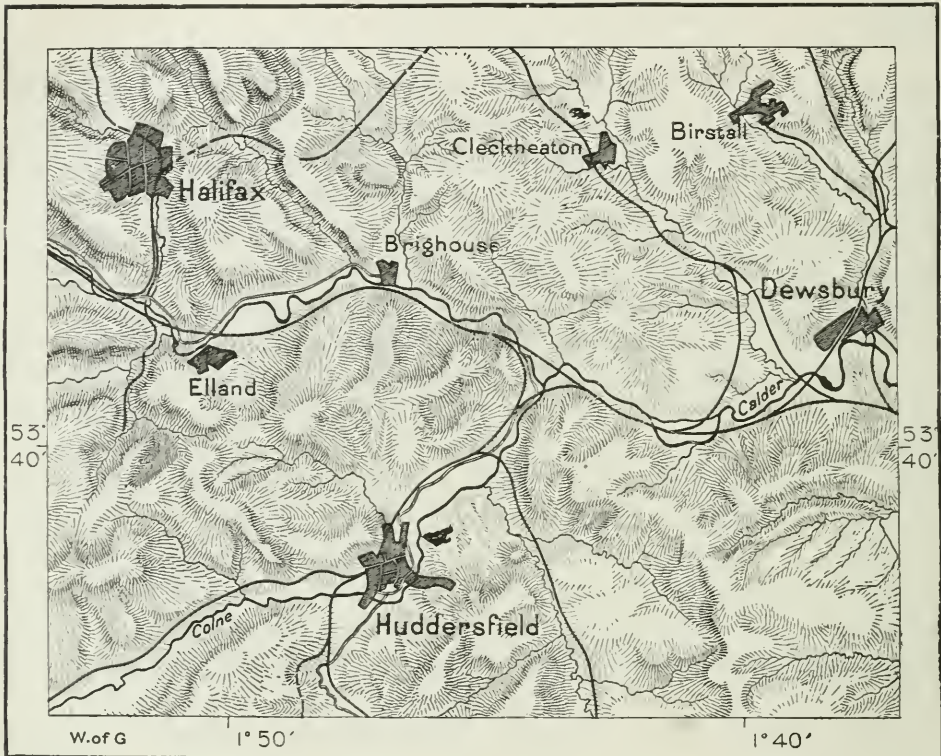 Birstall
Cleckheaton
Halifax
Brighouse
Dewsbury
Elland
Calder
53°
40'
53°
40'
Colne
Huddersfield
W. of G
1° 50'
1° 40'